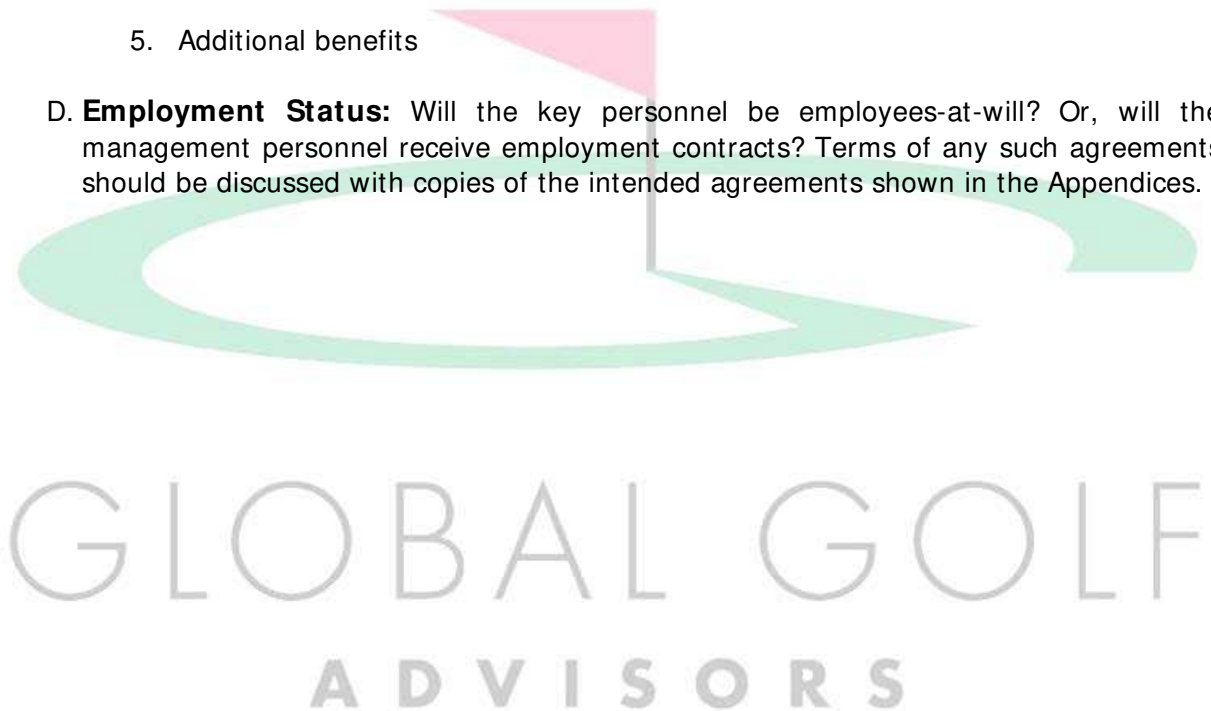 5. Additional benefits
D. Employment Status: Will the key personnel be employees-at-will? Or, will the
management personnel receive employment contracts? Terms of any such agreements
should be discussed with copies of the intended agreements shown in the Appendices.
GLOBAL GOLF
ADVISORS